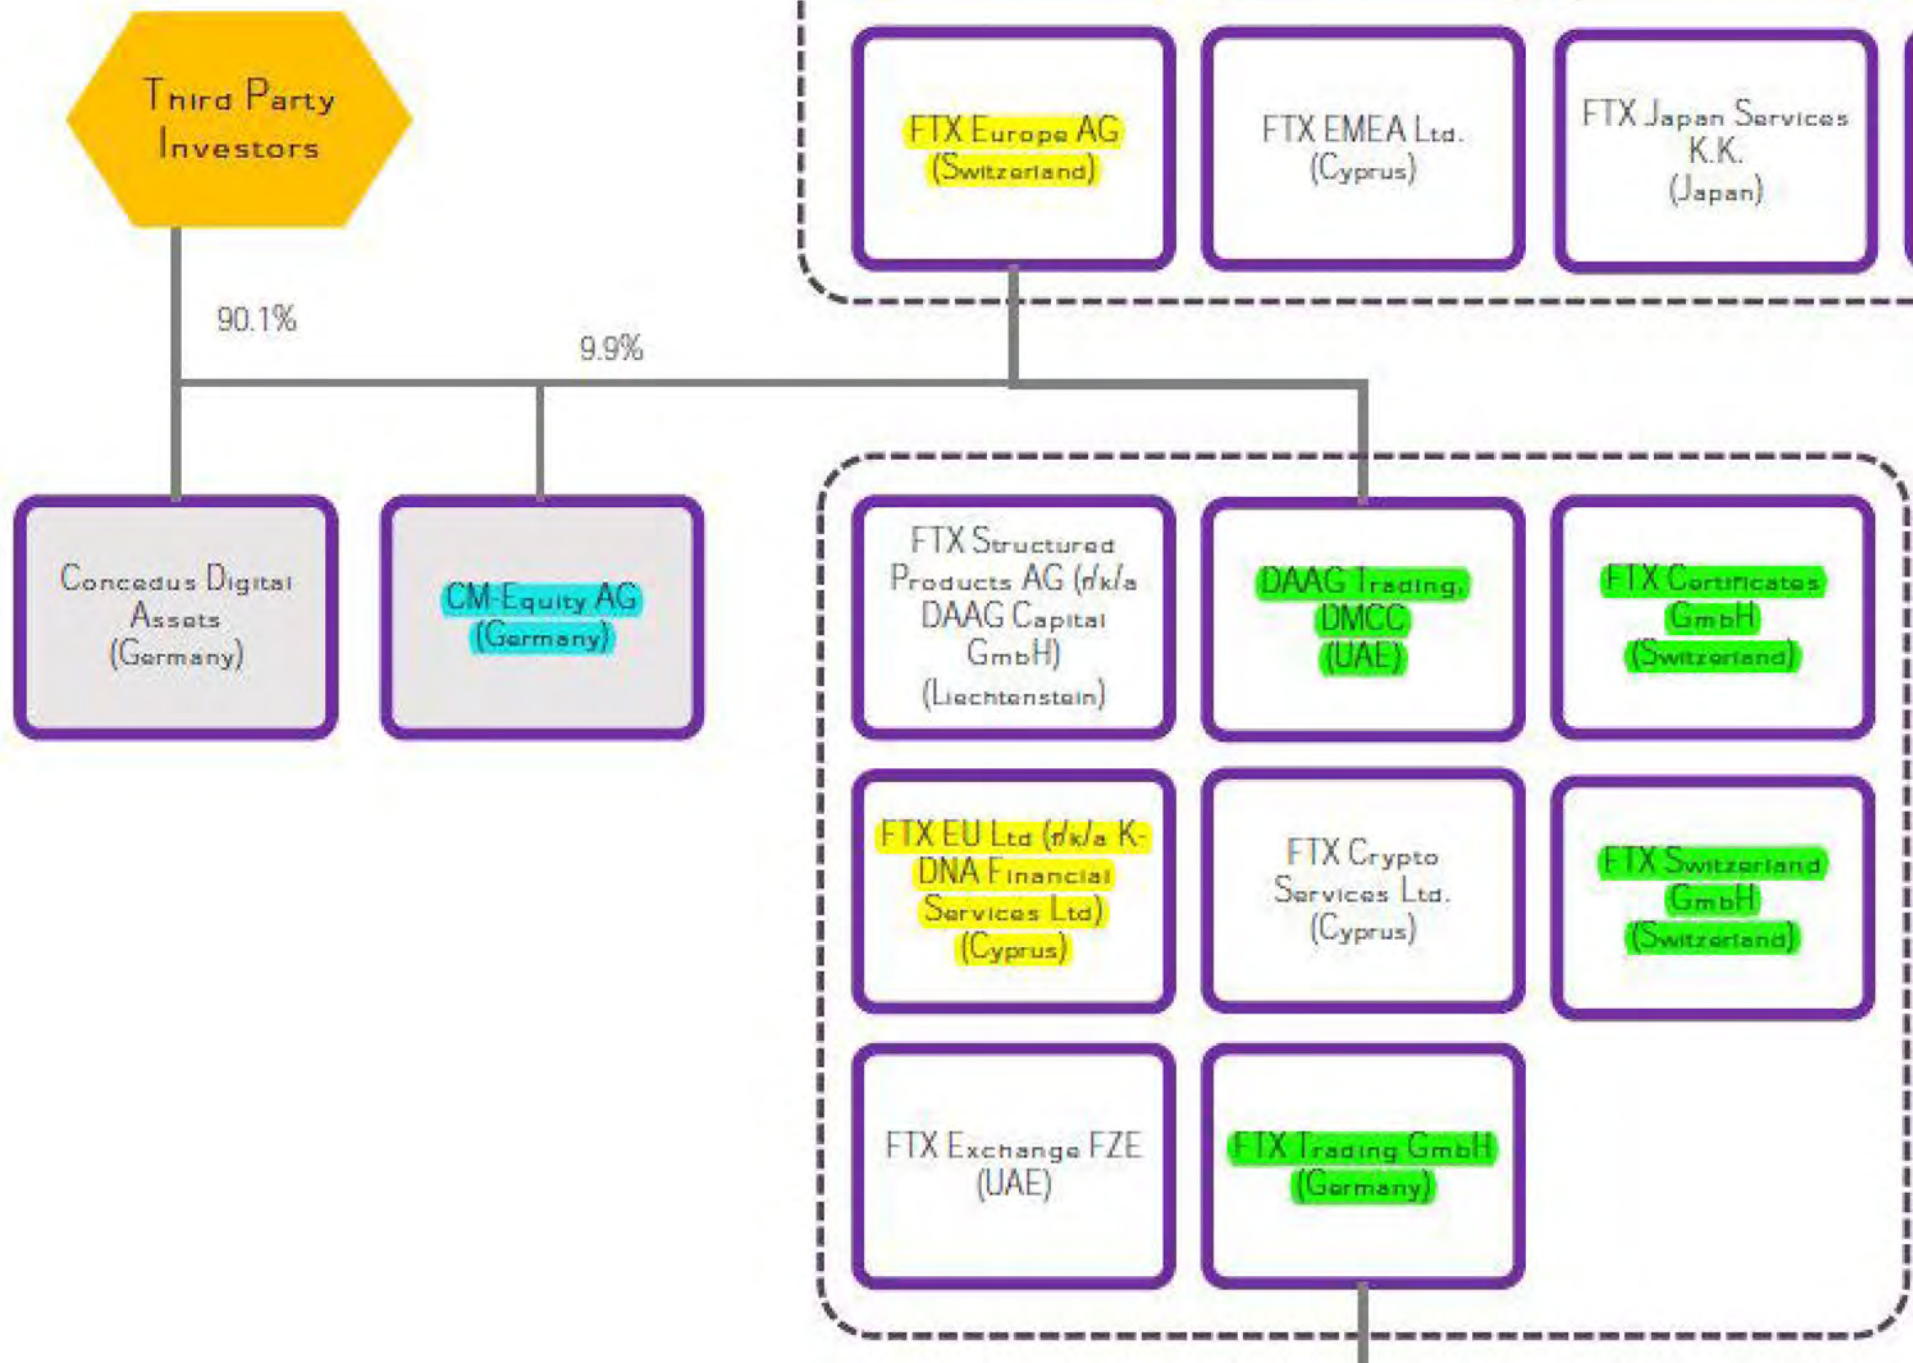 Third Party
Investors
FTX Europe AG
(Switzerland)
FTX EMEA Ltd.
(Cyprus)
FTX Japan Services
K.K.
(Japan)
90.1%
9.9%
Concedus Digital
Assets
(Germany)
CM-Equity AG
(Germany)
FTX Structured
Products AG (f/k/a
DAAG Capital
GmbH)
(Liechtenstein)
DAAG Trading,
DMCC
(UAE)
FTX Certificates
GmbH
(Switzerland)
FTX EU Ltd (f/k/a K-
DNA Financial
Services Ltd)
(Cyprus)
FTX Crypto
Services Ltd.
(Cyprus)
FTX Switzerland
GmbH
(Switzerland)
FTX Exchange FZE
(UAE)
FTX Trading GmbH
(Germany)